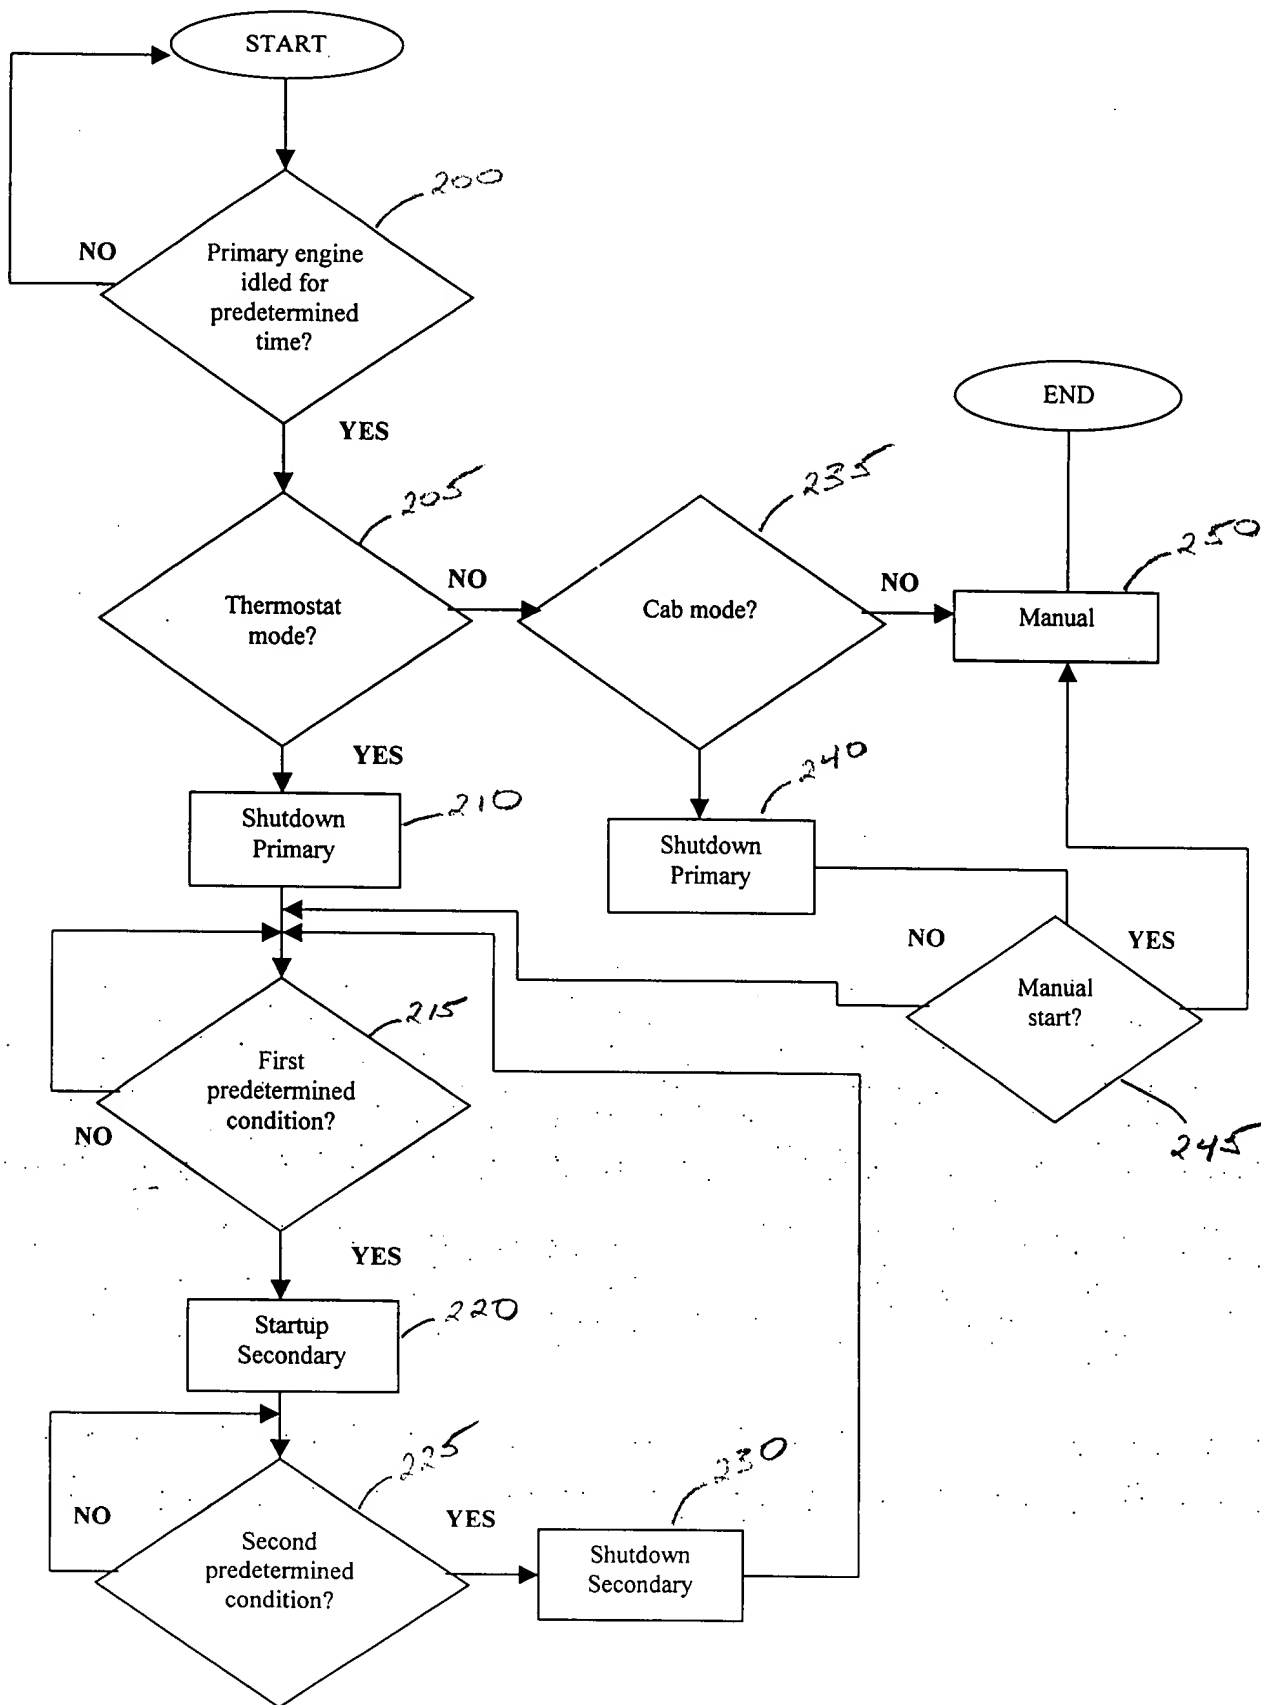 START
200
NO
Primary engine
idled for
predetermined
time?
YES
END
205
235
250
Thermostat
mode?
NO
Cab mode?
NO
Manual
YES
210
240
Shutdown
Primary
Shutdown
Primary
NO
YES
Manual
start?
245
215
First
predetermined
condition?
NO
YES
220
Startup
Secondary
225
230
NO
YES
Second
predetermined
condition?
Shutdown
Secondary